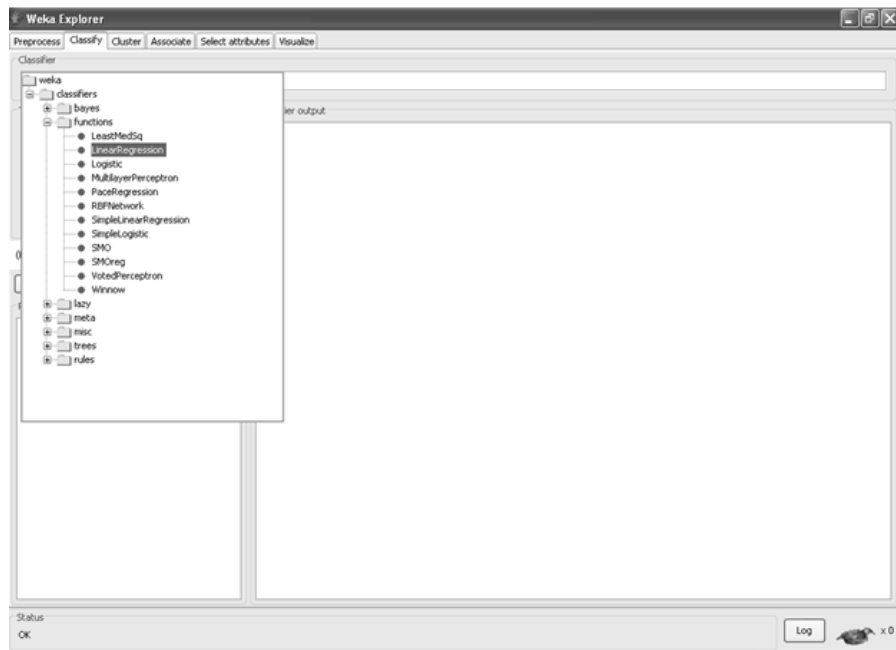 Weka Explorer
Preprocess Classify Cluster Associate Select attributes Visualize
Classifier
weka
classifiers
bayes
functions
LeastMedSq
LinearRegression
Logistic
MultilayerPerceptron
PaceRegression
RBFNetwork
SimpleLinearRegression
SimpleLogistic
SMO
SMOreg
VotedPerceptron
Winnow
lazy
meta
misc
trees
rules
ier output
Status
OK
Log
x 0